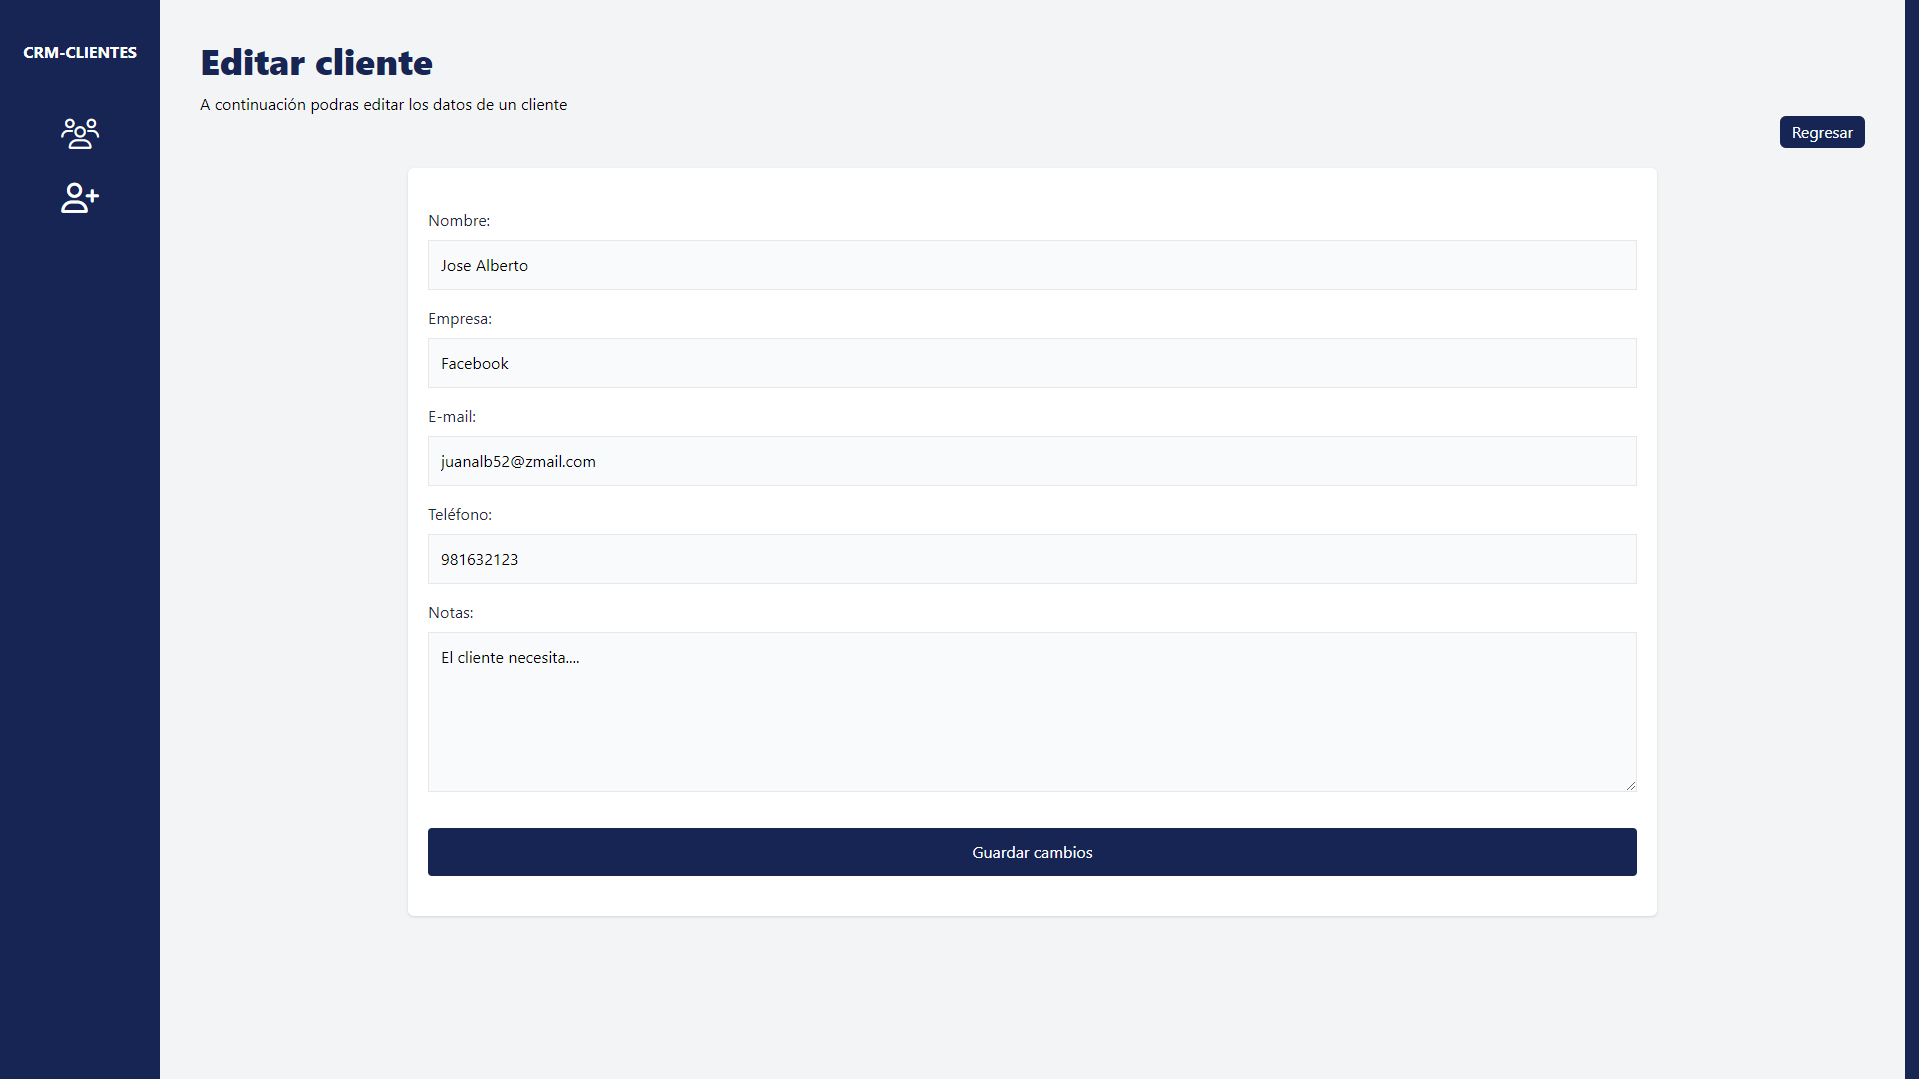 CRM-CLIENTES
Editar cliente
A continuación podras editar los datos de un cliente
Regresar
Nombre:
Jose Alberto
Empresa:
Facebook
E-mail:
juanalb52@zmail.com
Teléfono:
981632123
Notas:
El cliente necesita....
Guardar cambios